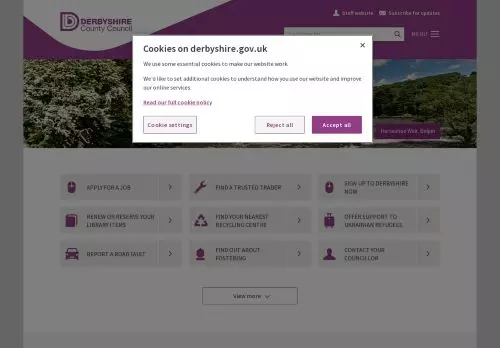 DERBYSHIRE
County Council
Staff website
Subscribe for updates
MENU
Cookies on derbyshire.gov.uk
We use some essential cookies to make our website work.
We'd like to set additional cookies to understand how you use our website and improve
our online services.
Read our full cookie policy
Cookie settings
Reject all
Accept all
Horseshoe Weir, Belper
APPLY FOR A JOB
FIND A TRUSTED TRADER
SIGN UP TO DERBYSHIRE
NOW
RENEW OR RESERVE YOUR
LIBRARY ITEMS
FIND YOUR NEAREST
RECYCLING CENTRE
OFFER SUPPORT TO
UKRAINIAN REFUGEES
REPORT A ROAD FAULT
FIND OUT ABOUT
FOSTERING
CONTACT YOUR
COUNCILLOR
View more